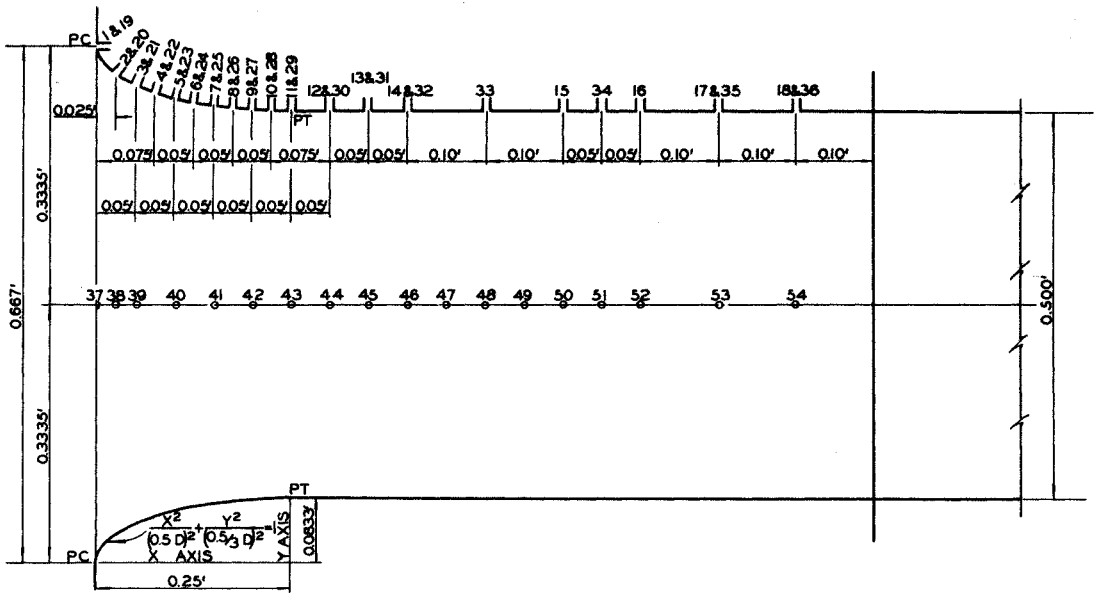 PC
1 & 19
2 & 20
3 & 21
4 & 22
5 & 23
6 & 24
7 & 25
8 & 26
9 & 27
10 & 28
11 & 29
12 & 30
13 & 31
14 & 32
33
15
34
16
17 & 35
18 & 36
PT
0.025'
0.075' 0.05' 0.05' 0.05' 0.075' 0.05' 0.05' 0.10' 0.10' 0.05' 0.05' 0.10' 0.10' 0.10'
0.05' 0.05' 0.05' 0.05' 0.05' 0.05'
0.3335'
0.667'
0.3335'
0.500'
37 38 39 40 41 42 43 44 45 46 47 48 49 50 51 52 53 54
PT
X²/(0.5 D)² + Y²/(0.5/3 D)² = 1
X AXIS
Y AXIS
0.0833'
PC
0.25'